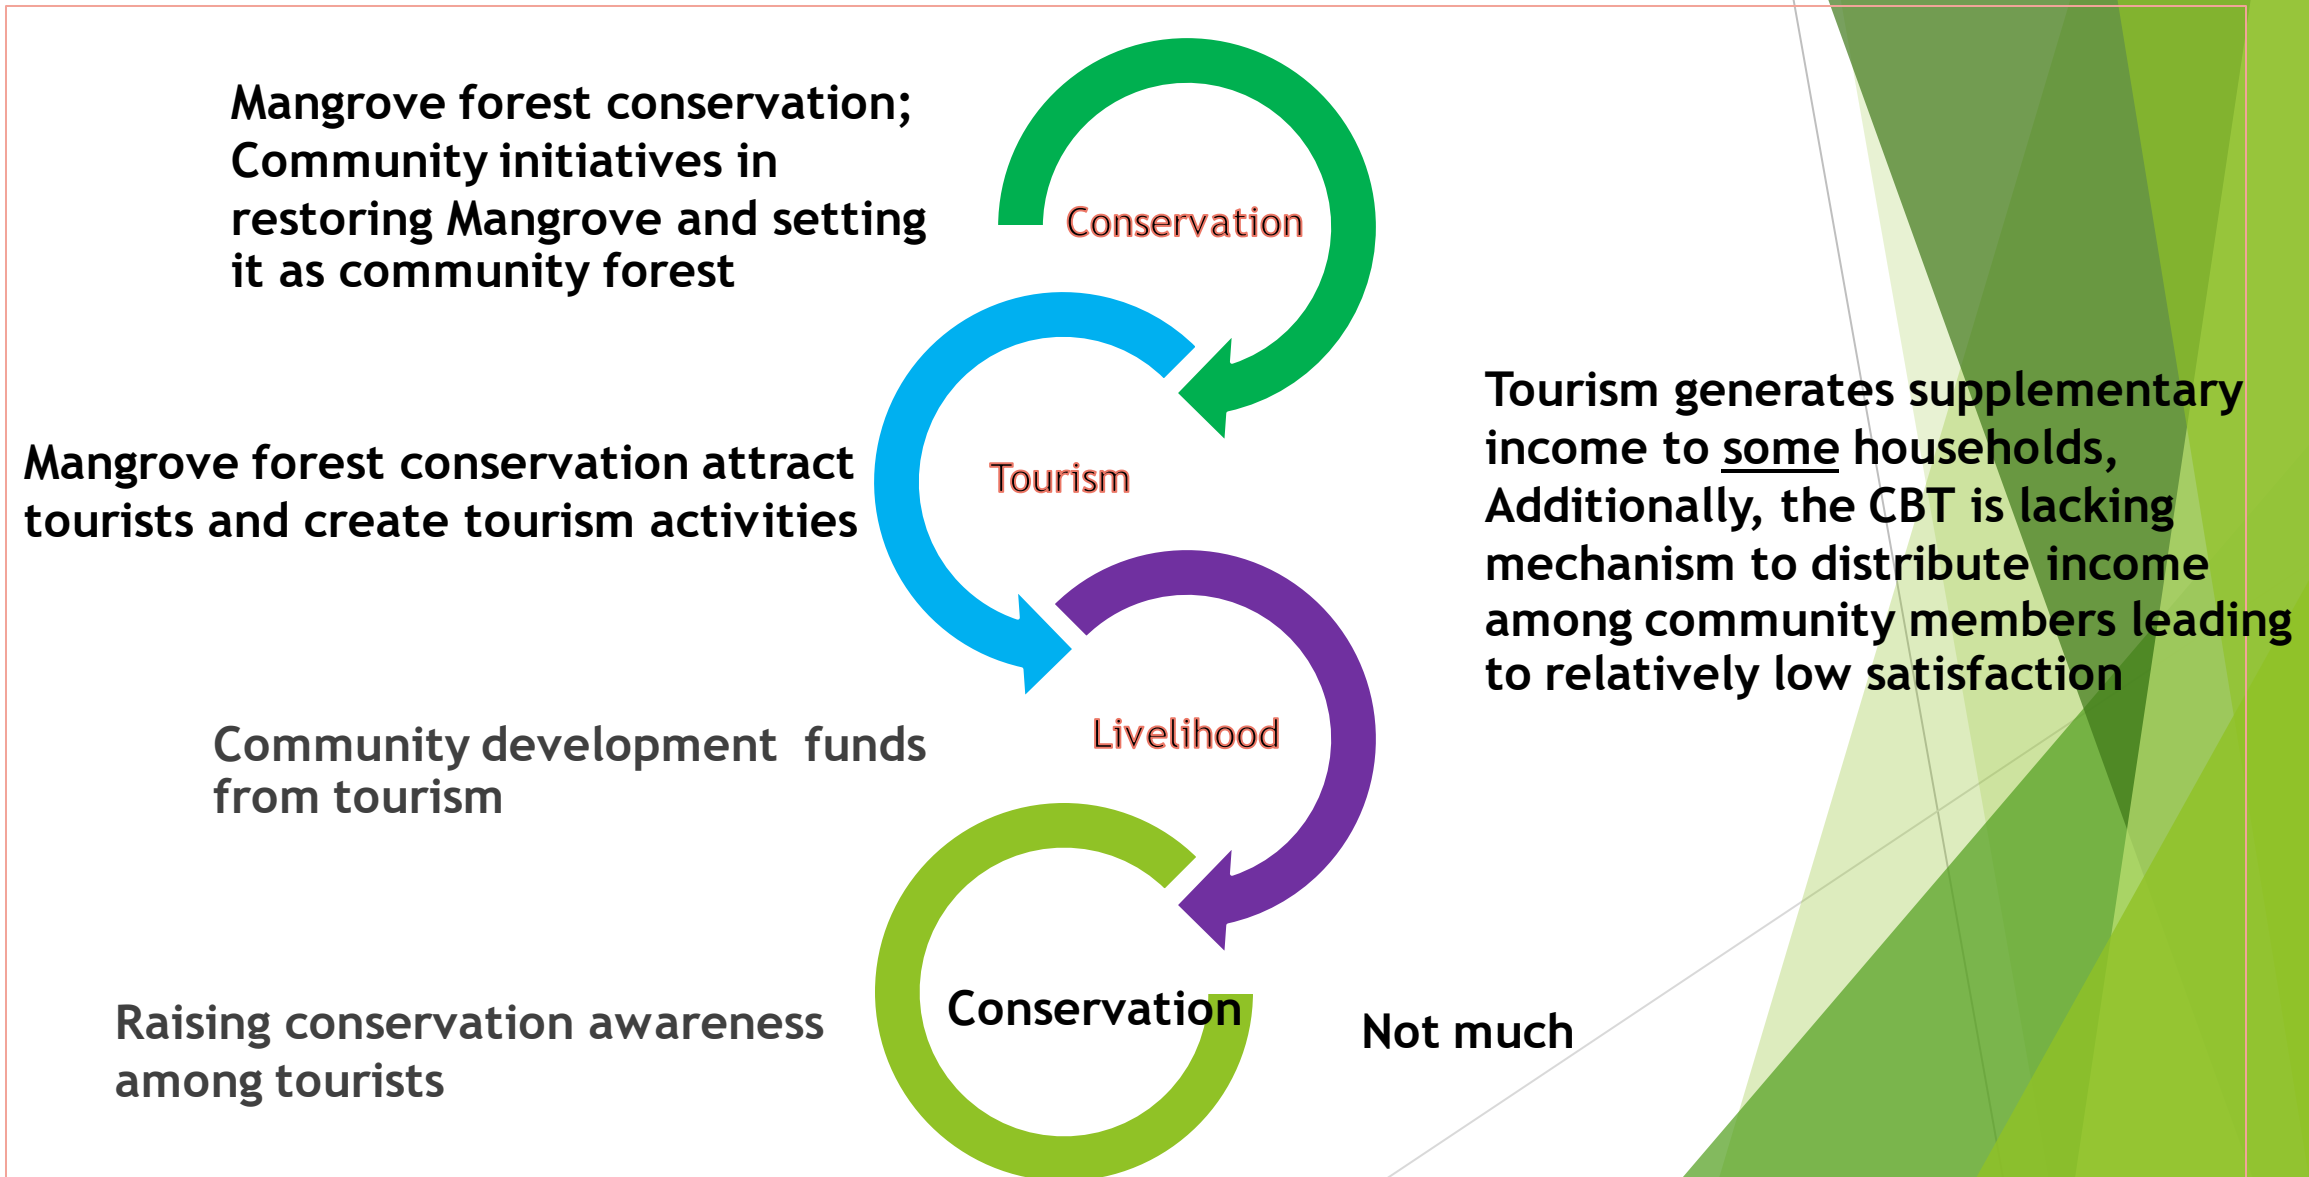 Mangrove forest conservation;
Community initiatives in
restoring Mangrove and setting
it as community forest
Conservation
Mangrove forest conservation attract
tourists and create tourism activities
Tourism
Tourism generates supplementary
income to some households,
Additionally, the CBT is lacking
mechanism to distribute income
among community members leading
to relatively low satisfaction
Community development funds
from tourism
Livelihood
Raising conservation awareness
among tourists
Conservation
Not much